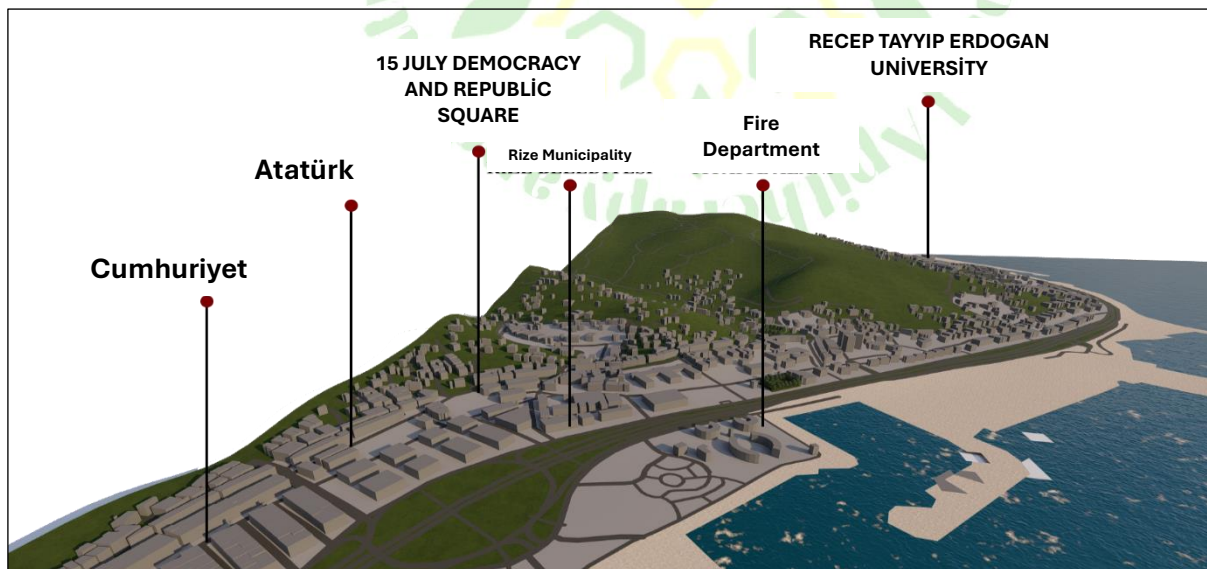 RECEP TAYYIP ERDOGAN
UNİVERSİTY
15 JULY DEMOCRACY
AND REPUBLİC
SQUARE
Fire
Department
Rize Municipality
Atatürk
Cumhuriyet